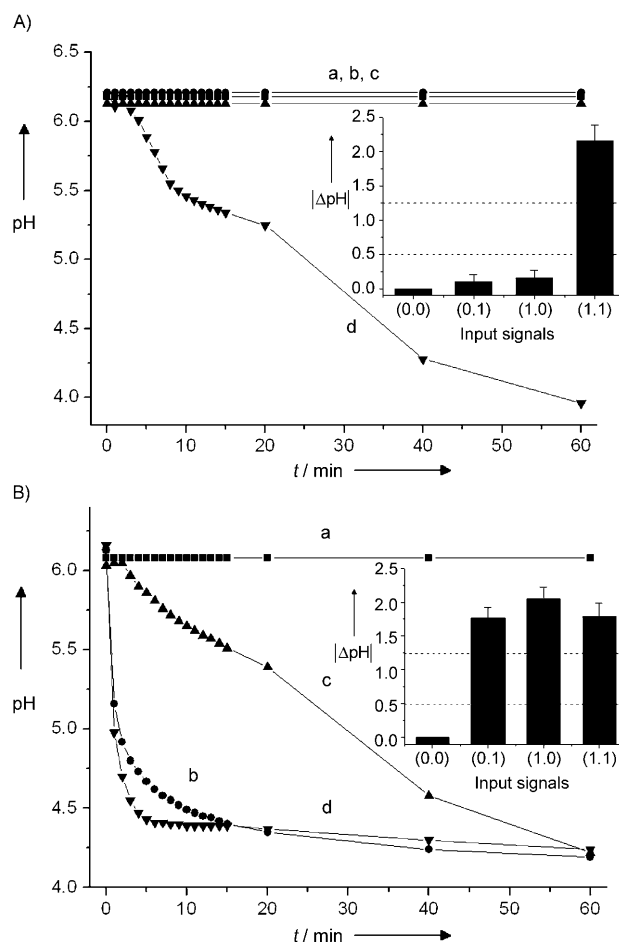 A)
6.5
6.0
5.5
5.0
4.5
4.0
pH
a, b, c
d
2.5
2.0
1.5
1.0
0.5
0.0
|ΔpH|
(0.0) (0.1) (1.0) (1.1)
Input signals
0 10 20 30 40 50 60
t / min
B)
6.0
5.5
5.0
4.5
4.0
pH
a
c
b
d
2.5
2.0
1.5
1.0
0.5
0.0
|ΔpH|
(0.0) (0.1) (1.0) (1.1)
Input signals
0 10 20 30 40 50 60
t / min